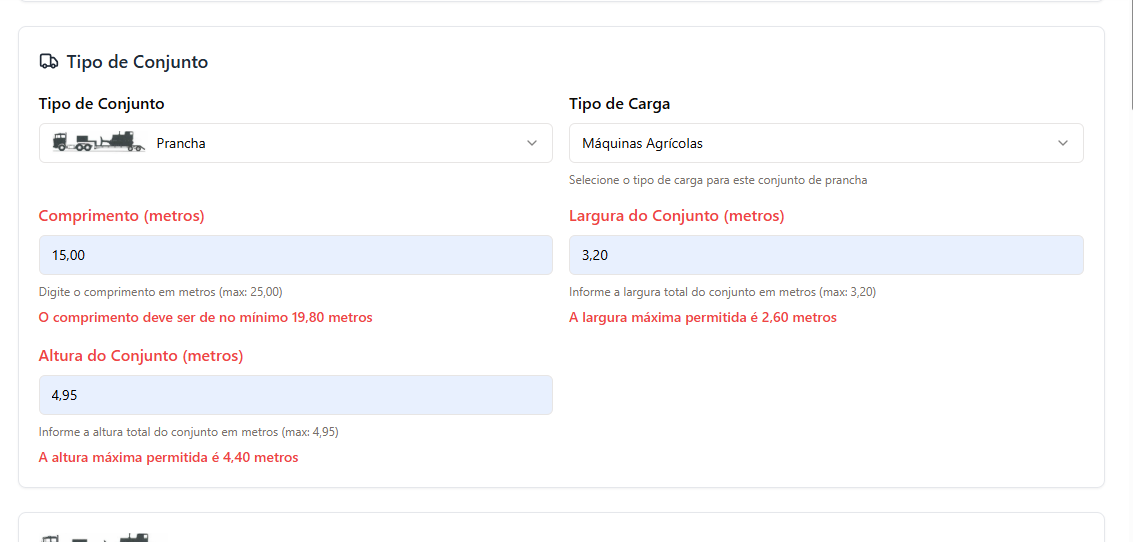 Tipo de Conjunto
Tipo de Conjunto
Prancha
Tipo de Carga
Máquinas Agrícolas
Selecione o tipo de carga para este conjunto de prancha
Comprimento (metros)
15,00
Digite o comprimento em metros (max: 25,00)
O comprimento deve ser de no mínimo 19,80 metros
Largura do Conjunto (metros)
3,20
Informe a largura total do conjunto em metros (max: 3,20)
A largura máxima permitida é 2,60 metros
Altura do Conjunto (metros)
4,95
Informe a altura total do conjunto em metros (max: 4,95)
A altura máxima permitida é 4,40 metros